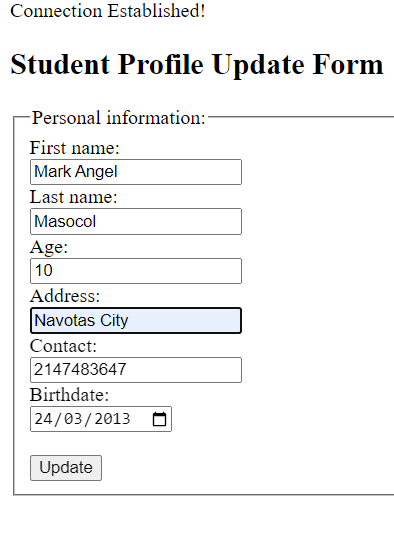 Connection Established!
Student Profile Update Form
Personal information:
First name:
Mark Angel
Last name:
Masocol
Age:
10
Address:
Navotas City
Contact:
2147483647
Birthdate:
24/03/2013
Update